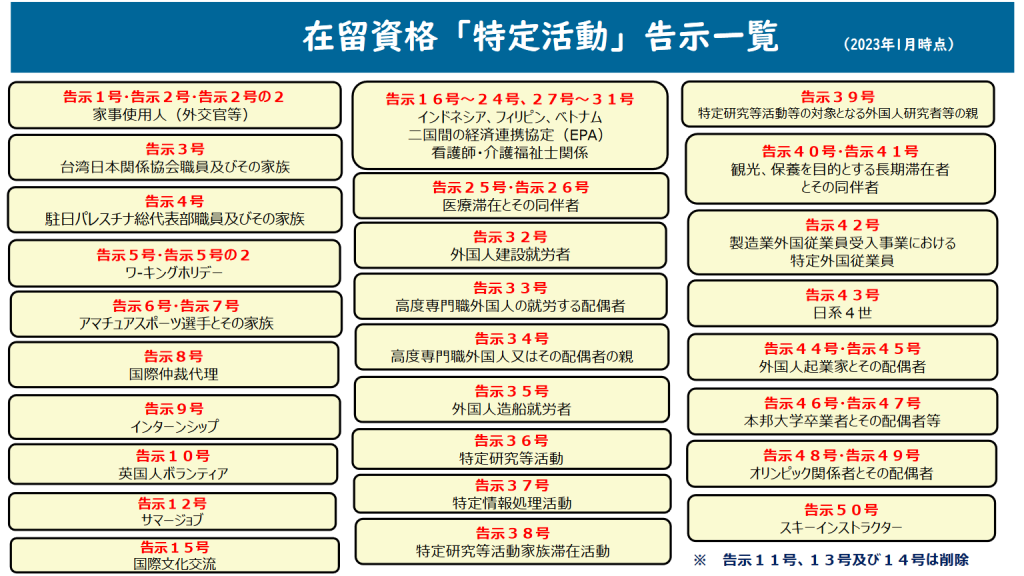 在留資格「特定活動」告示一覧
（2023年1月時点）
告示１号・告示２号・告示２号の２
家事使用人（外交官等）
告示３号
台湾日本関係協会職員及びその家族
告示４号
駐日パレスチナ総代表部職員及びその家族
告示５号・告示５号の２
ワーキングホリデー
告示６号・告示７号
アマチュアスポーツ選手とその家族
告示８号
国際仲裁代理
告示９号
インターンシップ
告示１０号
英国人ボランティア
告示１２号
サマージョブ
告示１５号
国際文化交流
告示１６号～２４号、２７号～３１号
インドネシア、フィリピン、ベトナム
二国間の経済連携協定（EPA）
看護師・介護福祉士関係
告示２５号・告示２６号
医療滞在とその同伴者
告示３２号
外国人建設就労者
告示３３号
高度専門職外国人の就労する配偶者
告示３４号
高度専門職外国人又はその配偶者の親
告示３５号
外国人造船就労者
告示３６号
特定研究等活動
告示３７号
特定情報処理活動
告示３８号
特定研究等活動家族滞在活動
告示３９号
特定研究等活動等の対象となる外国人研究者等の親
告示４０号・告示４１号
観光、保養を目的とする長期滞在者
とその同伴者
告示４２号
製造業外国従業員受入事業における
特定外国従業員
告示４３号
日系４世
告示４４号・告示４５号
外国人起業家とその配偶者
告示４６号・告示４７号
本邦大学卒業者とその配偶者等
告示４８号・告示４９号
オリンピック関係者とその配偶者
告示５０号
スキーインストラクター
※　告示１１号、１３号及び１４号は削除